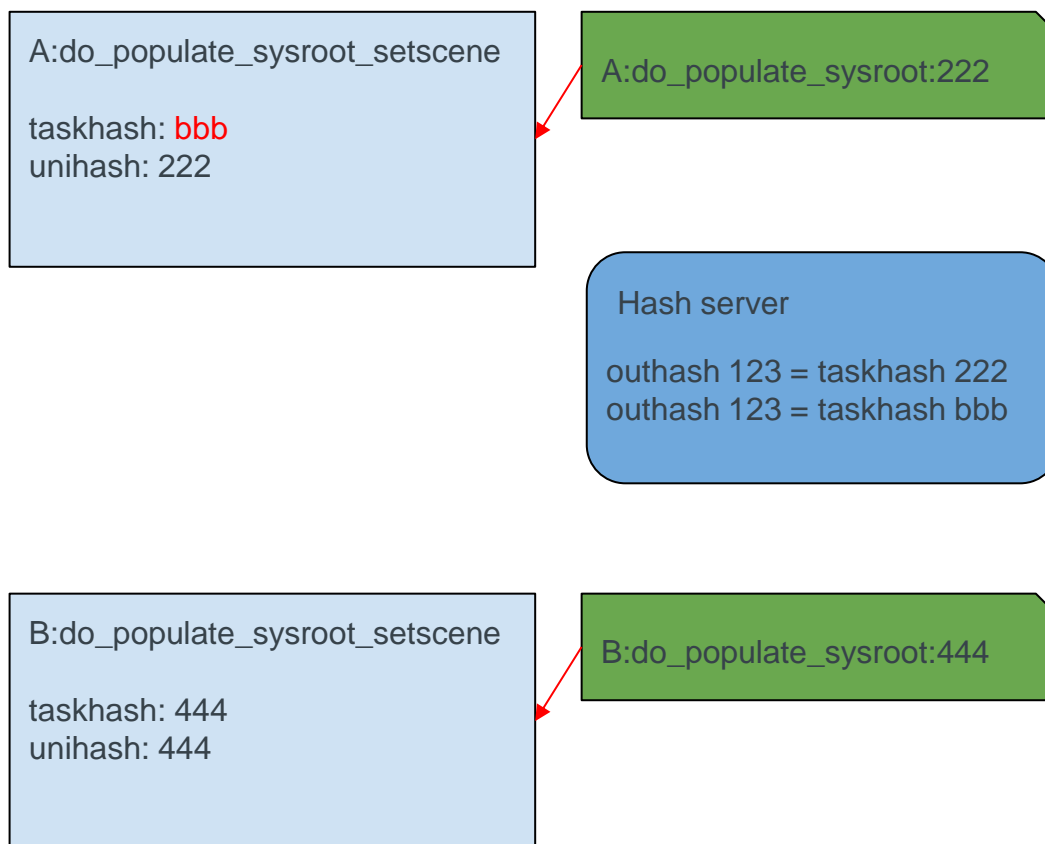 A:do_populate_sysroot_setscene
taskhash: bbb
unihash: 222
A:do_populate_sysroot:222
Hash server
outhash 123 = taskhash 222
outhash 123 = taskhash bbb
B:do_populate_sysroot_setscene
taskhash: 444
unihash: 444
B:do_populate_sysroot:444